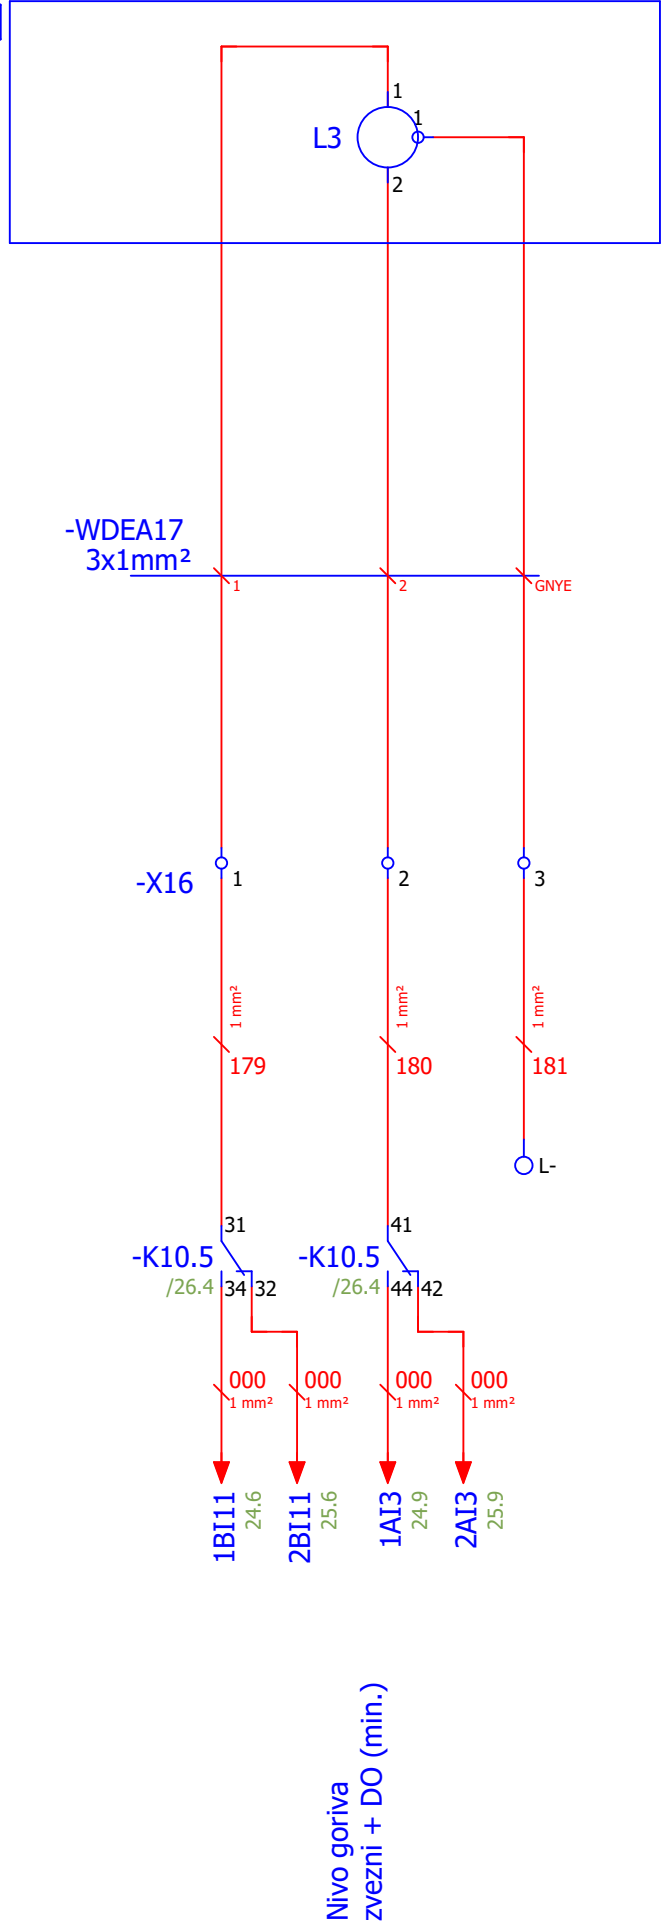 1
1
L3
2
-WDEA17
3x1mm²
1
2
GNYE
-X16
1
2
3
1 mm²
1 mm²
1 mm²
179
180
181
L-
31
41
-K10.5
-K10.5
/26.4
34
32
/26.4
44
42
000
000
000
000
1 mm²
1 mm²
1 mm²
1 mm²
1BI11
24.6
2BI11
25.6
1AI3
24.9
2AI3
25.9
Nivo goriva
zvezni + DO (min.)